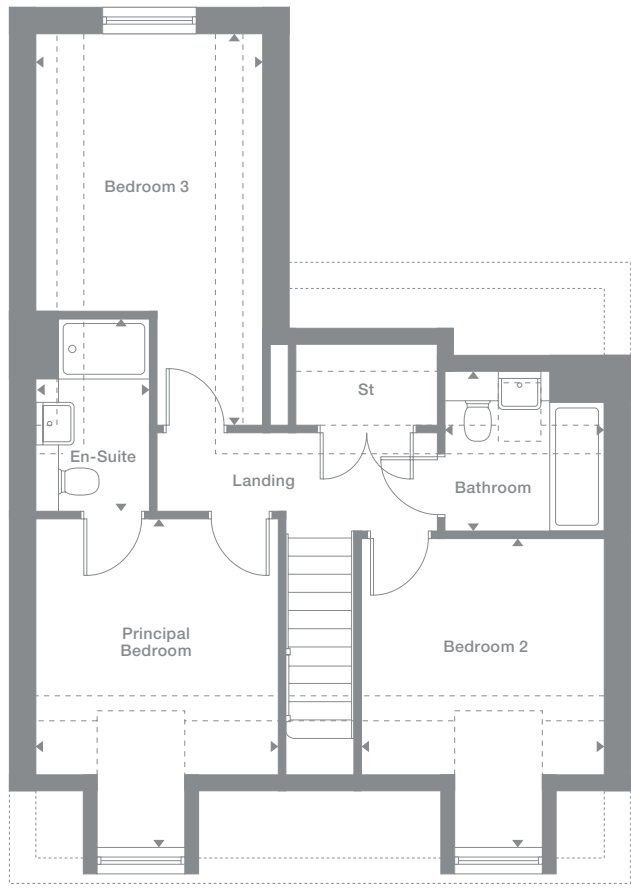 Bedroom 3
St
En-Suite
Landing
Bathroom
Principal
Bedroom
Bedroom 2